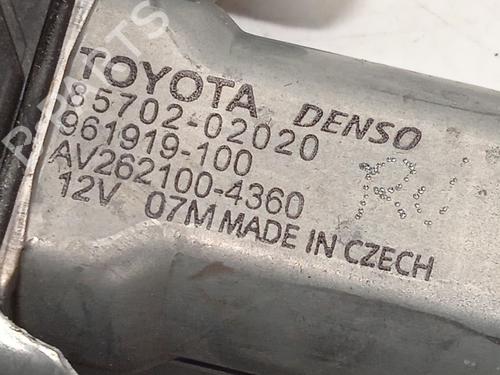 TOYOTA DENSO
85702-02020
961919-100
AV262100-4360
12V 07M MADE IN CZECH